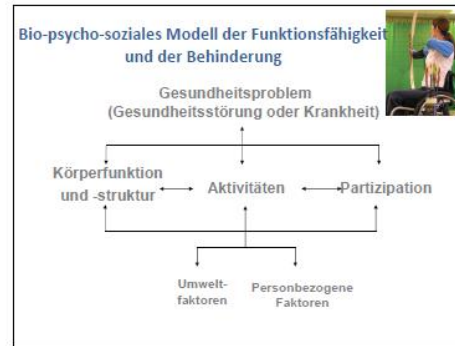 Bio-psycho-soziales Modell der Funktionsfähigkeit
und der Behinderung
Gesundheitsproblem
(Gesundheitsstörung oder Krankheit)
Körperfunktion
und -struktur
Aktivitäten
Partizipation
Umwelt-
faktoren
Personbezogene
Faktoren